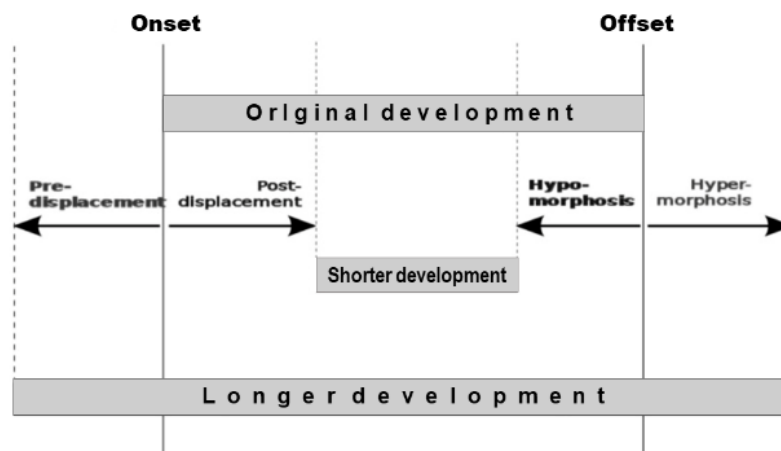 Onset
Offset
OrIginal development
Pre-
displacement
Post-
displacement
Hypo-
morphosis
Hyper-
morphosis
Shorter development
Longer development